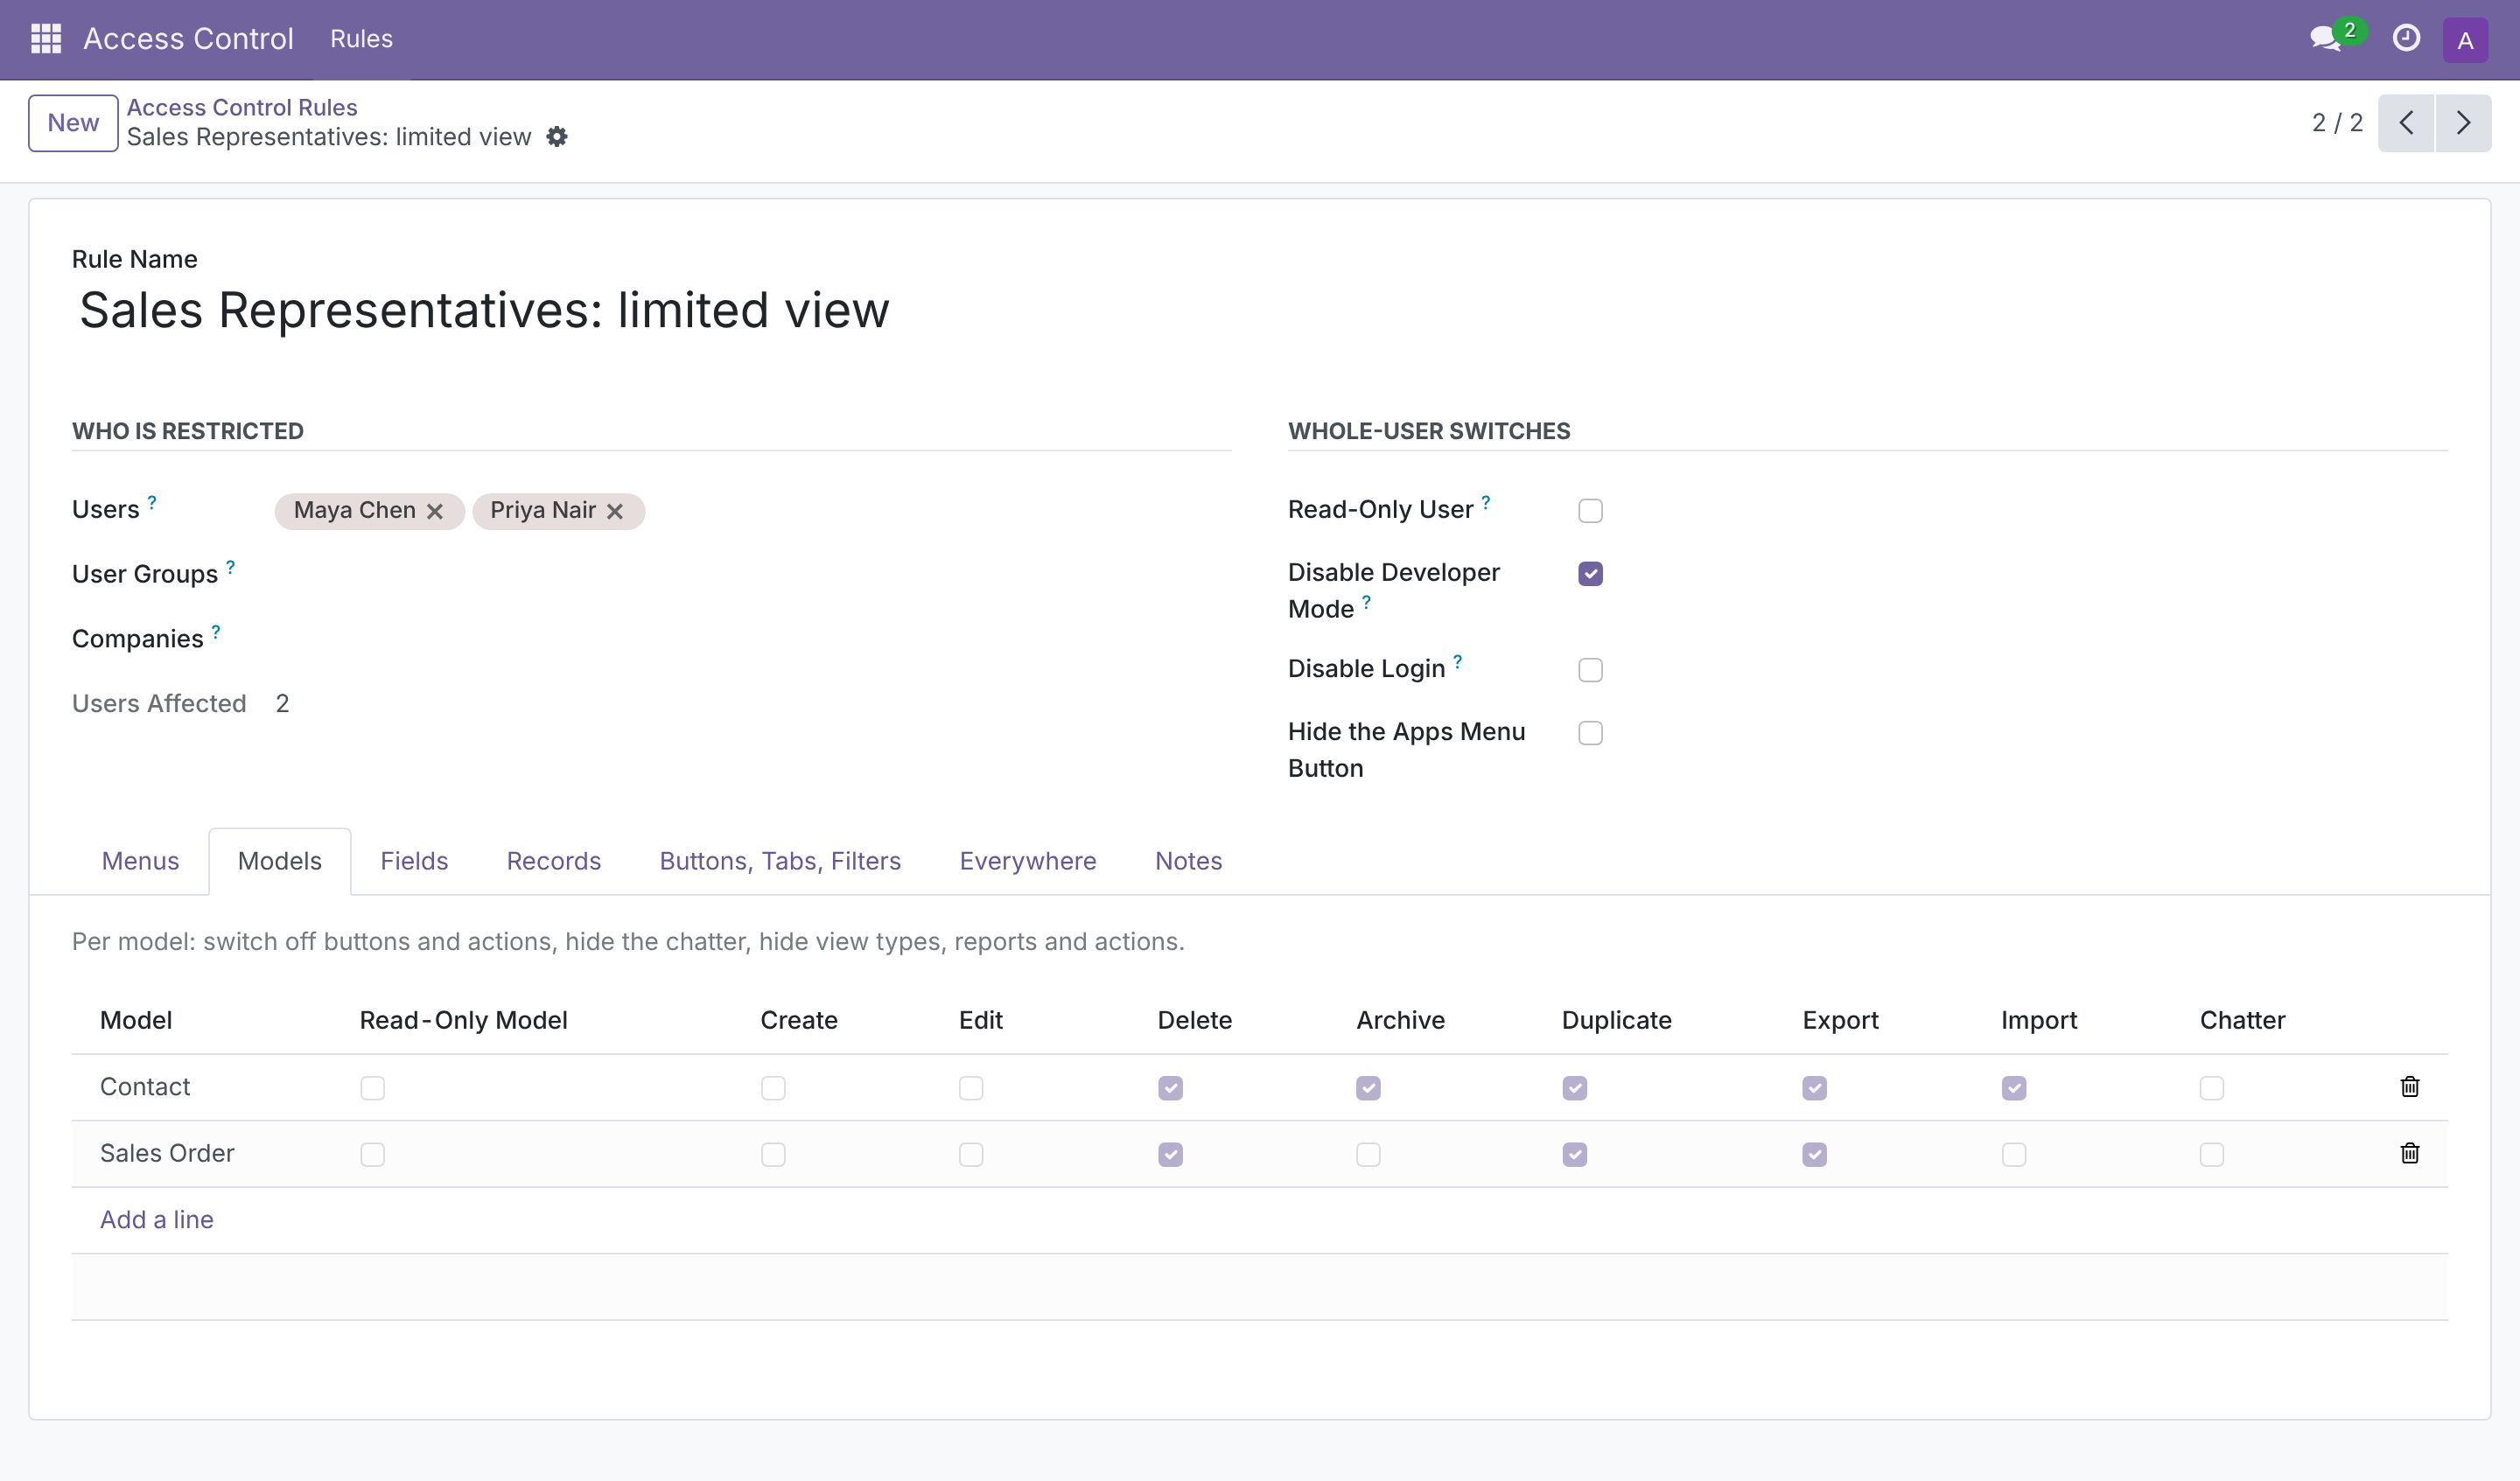 Access Control Rules 2 A
New Access Control Rules
Sales Representatives: limited view
2 / 2
Rule Name
Sales Representatives: limited view
WHO IS RESTRICTED
Users ? Maya Chen Priya Nair
User Groups ?
Companies ?
Users Affected 2
WHOLE-USER SWITCHES
Read-Only User ?
Disable Developer
Mode ?
Disable Login ?
Hide the Apps Menu
Button
Menus Models Fields Records Buttons, Tabs, Filters Everywhere Notes
Per model: switch off buttons and actions, hide the chatter, hide view types, reports and actions.
Model Read-Only Model Create Edit Delete Archive Duplicate Export Import Chatter
Contact
Sales Order
Add a line